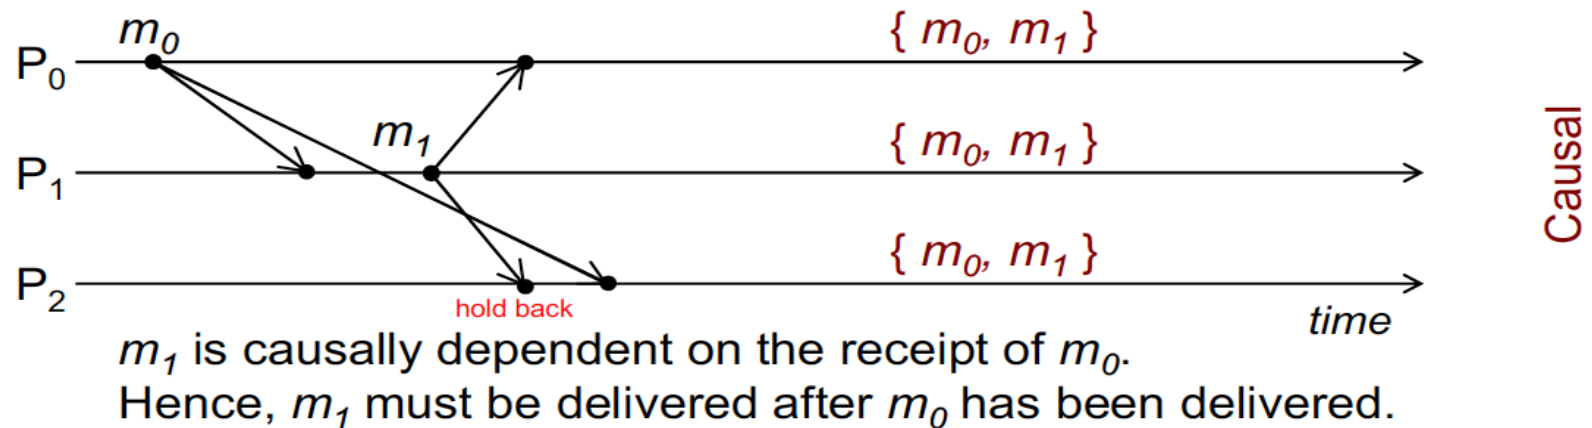 m₀ { m₀, m₁ }
P₀
m₁ { m₀, m₁ }
P₁
{ m₀, m₁ }
P₂
hold back
time
Causal
m₁ is causally dependent on the receipt of m₀.
Hence, m₁ must be delivered after m₀ has been delivered.